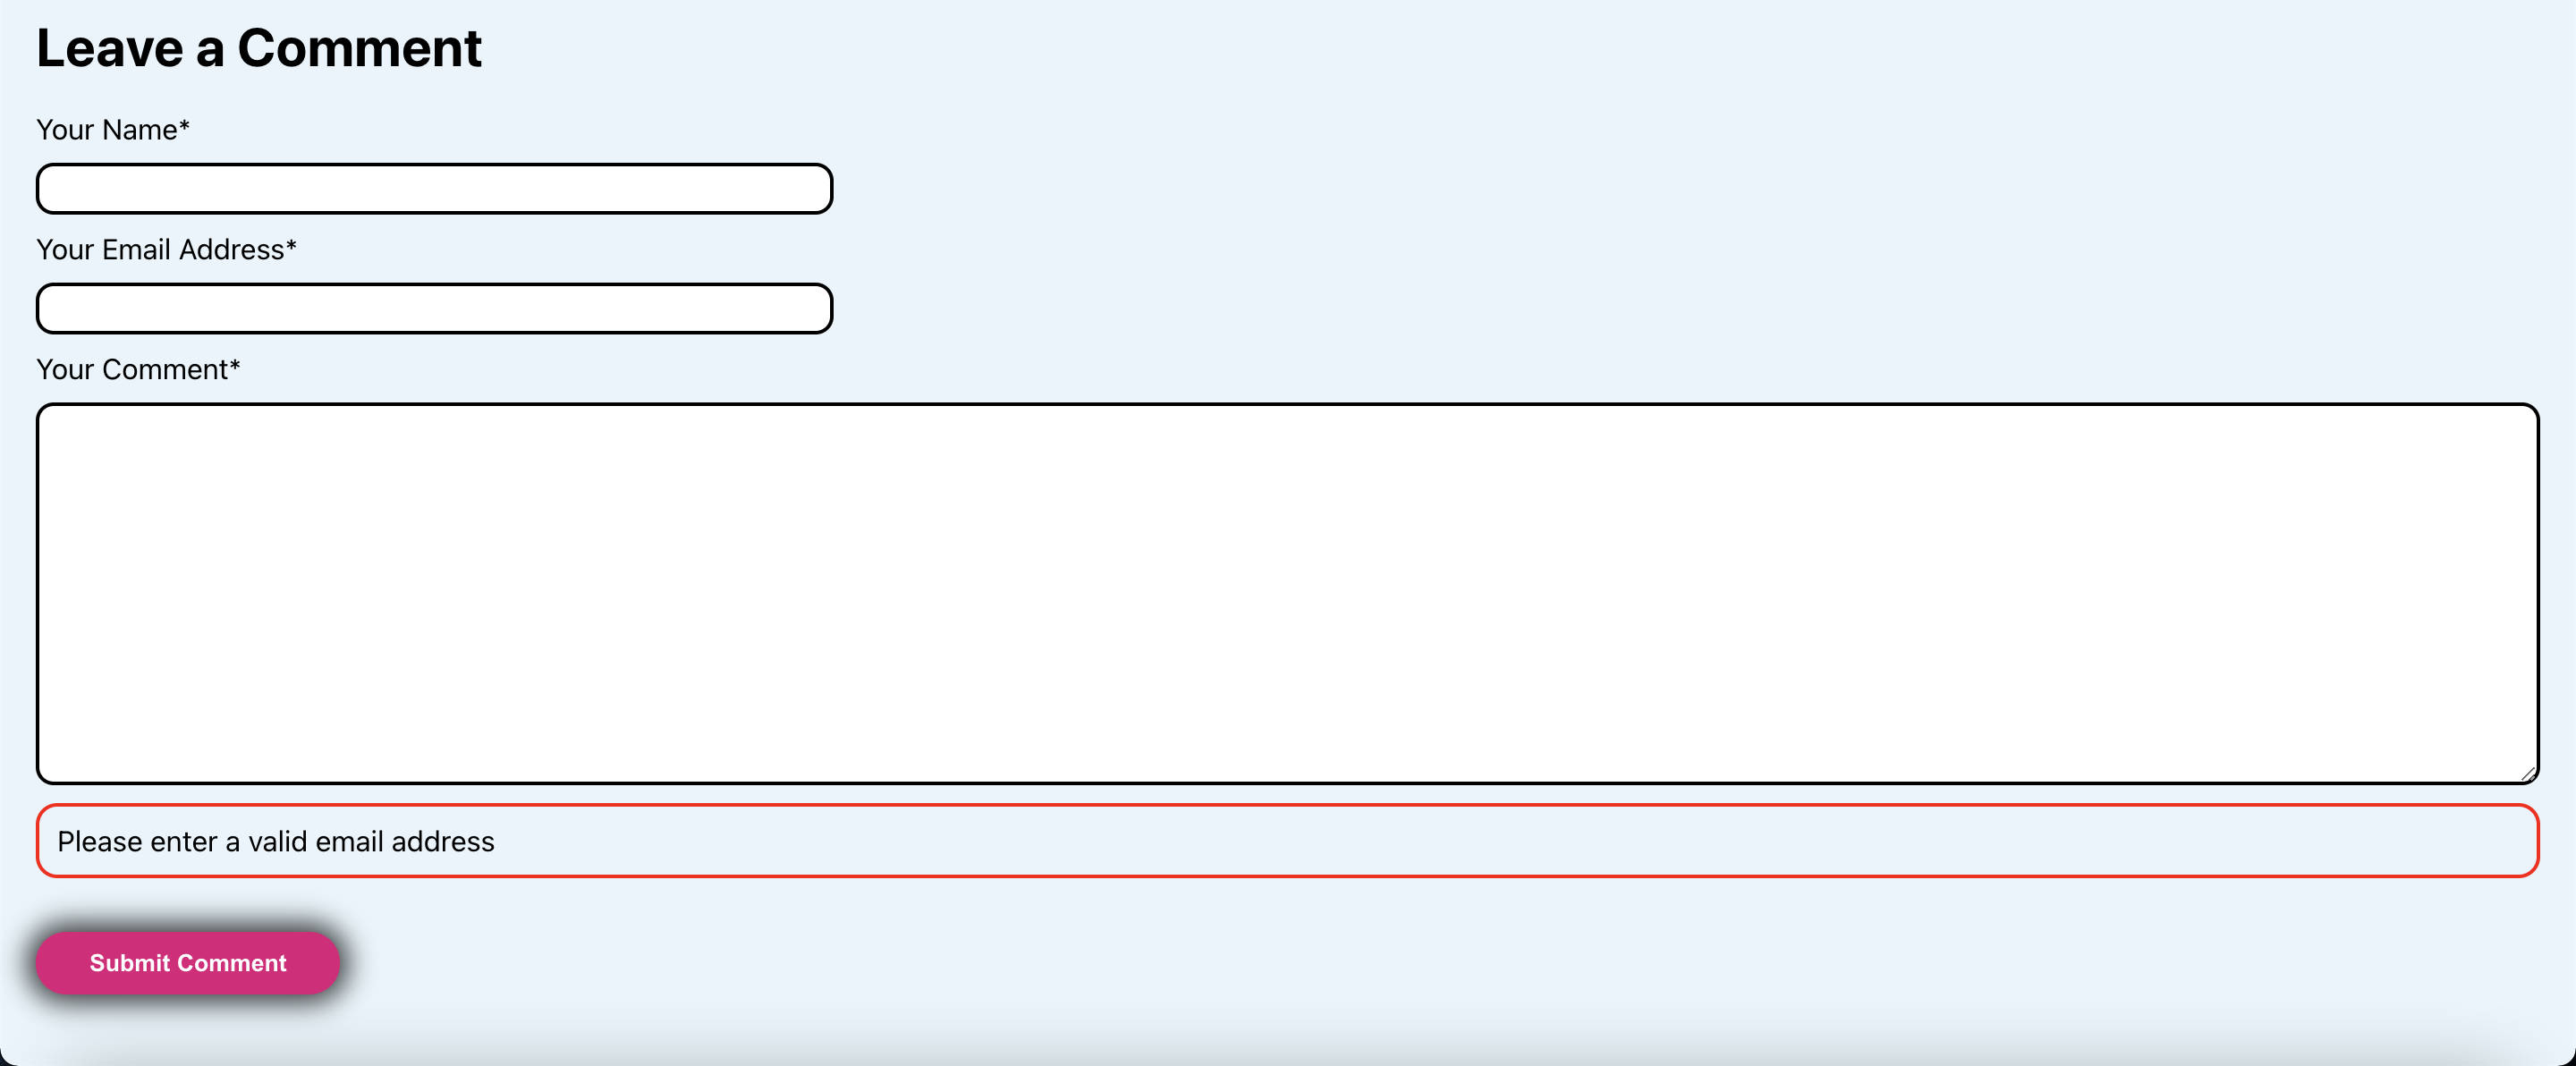 Leave a Comment
Your Name*
Your Email Address*
Your Comment*
Please enter a valid email address
Submit Comment